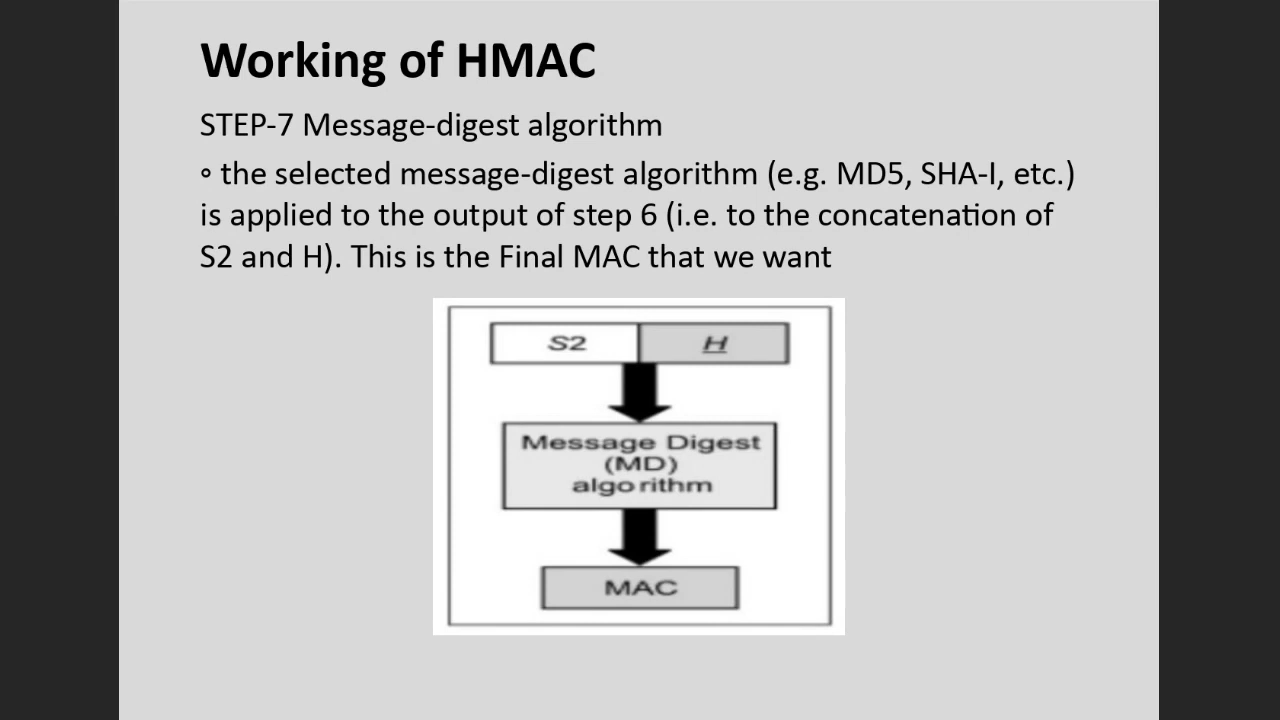 Working of HMAC
STEP-7 Message-digest algorithm
∘ the selected message-digest algorithm (e.g. MD5, SHA-I, etc.)
is applied to the output of step 6 (i.e. to the concatenation of
S2 and H). This is the Final MAC that we want
S2 H
Message Digest
(MD)
algorithm
MAC